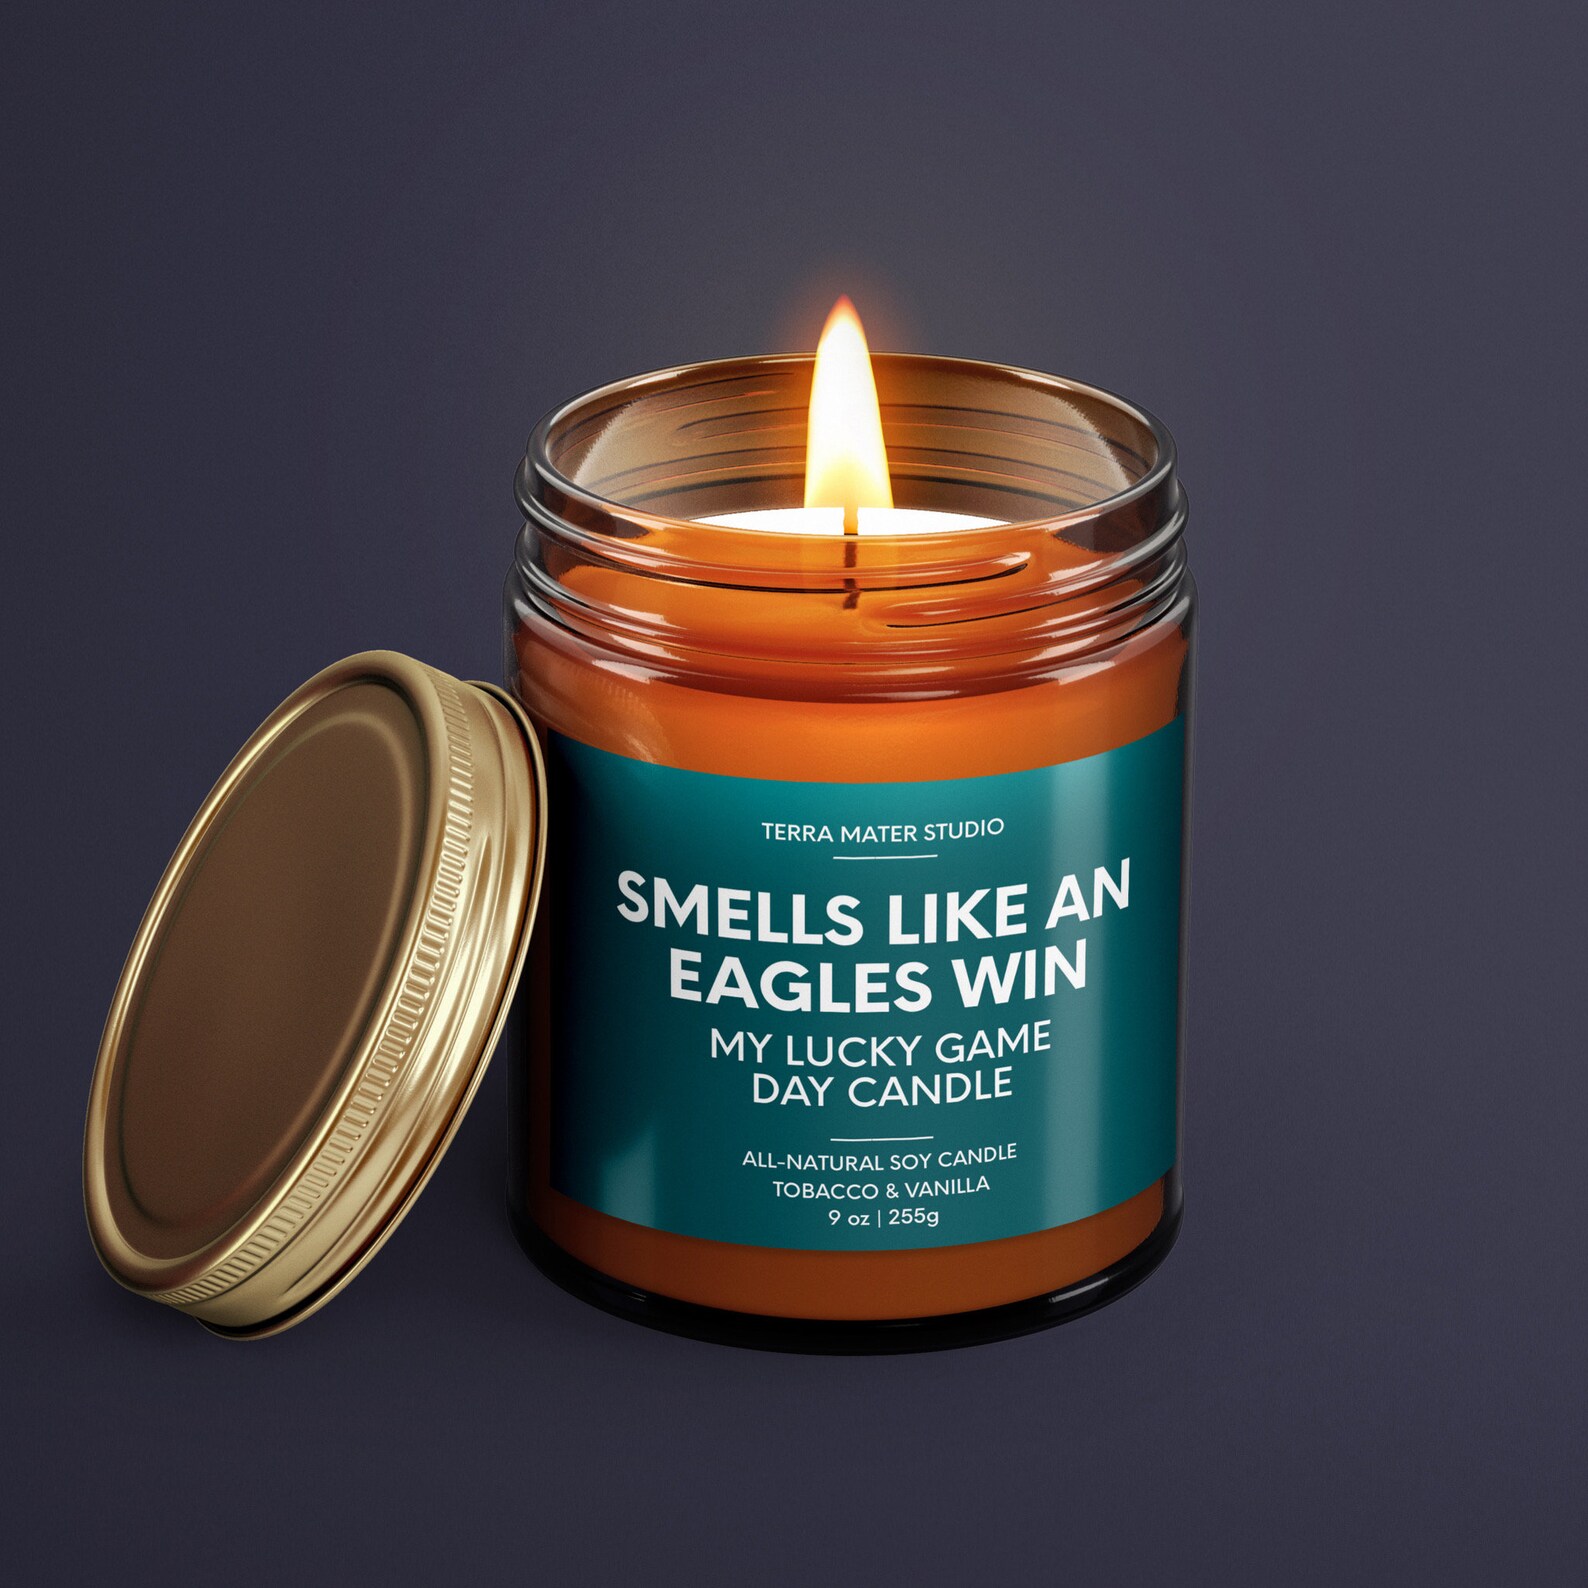 TERRA MATER STUDIO
SMELLS LIKE AN
EAGLES WIN
MY LUCKY GAME
DAY CANDLE
ALL-NATURAL SOY CANDLE
TOBACCO & VANILLA
9 oz | 255g